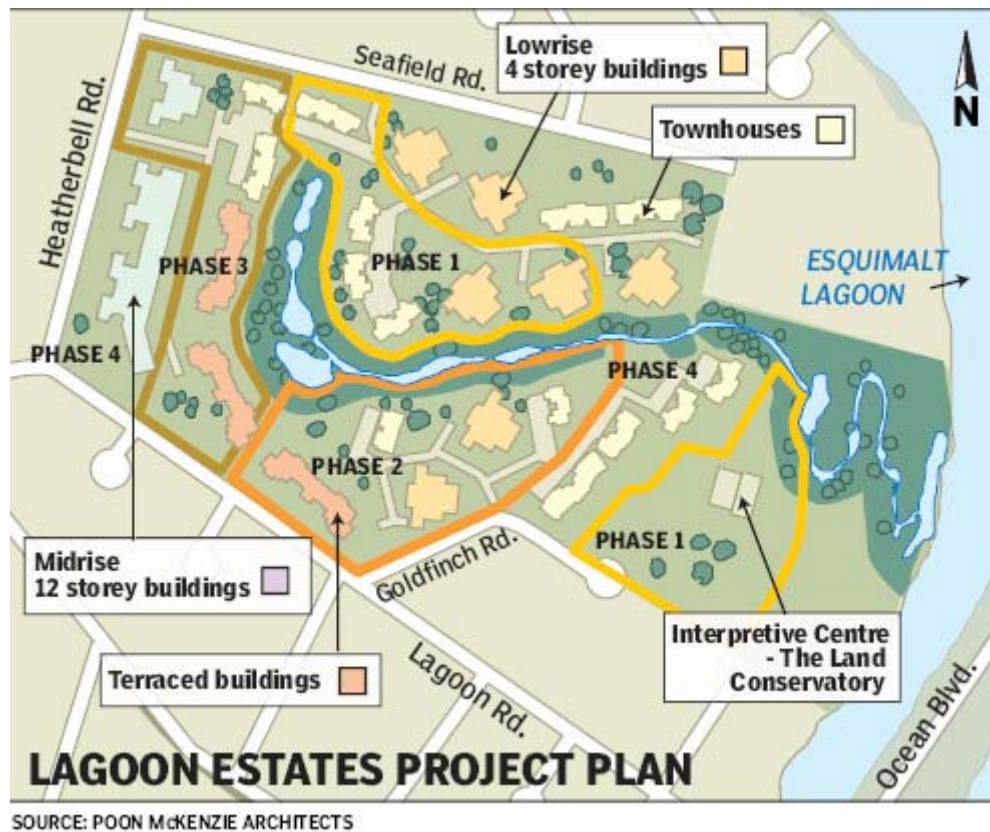 Seafield Rd.
Lowrise
4 storey buildings
N
Heatherbell Rd.
Townhouses
PHASE 3
PHASE 1
ESQUIMALT
LAGOON
PHASE 4
PHASE 4
PHASE 2
PHASE 1
Midrise
12 storey buildings
Goldfinch Rd.
Interpretive Centre
- The Land
Conservatory
Terraced buildings
Lagoon Rd.
Ocean Blvd.
LAGOON ESTATES PROJECT PLAN
SOURCE: POON McKENZIE ARCHITECTS